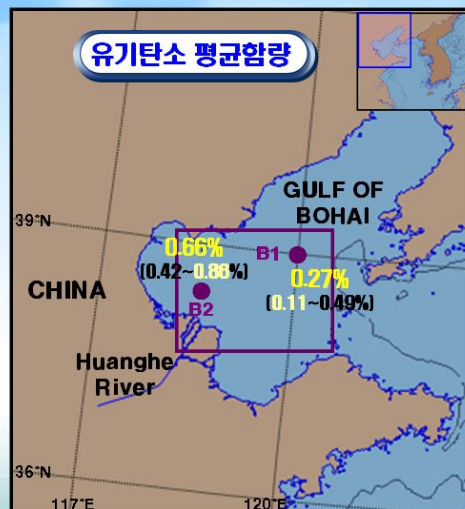 유기탄소 평균함량
GULF OF
BOHAI
39°N
0.66%
B1
(0.42~0.86%)
0.27%
CHINA
B2
(0.11~0.49%)
Huanghe
River
36°N
117°E
120°E